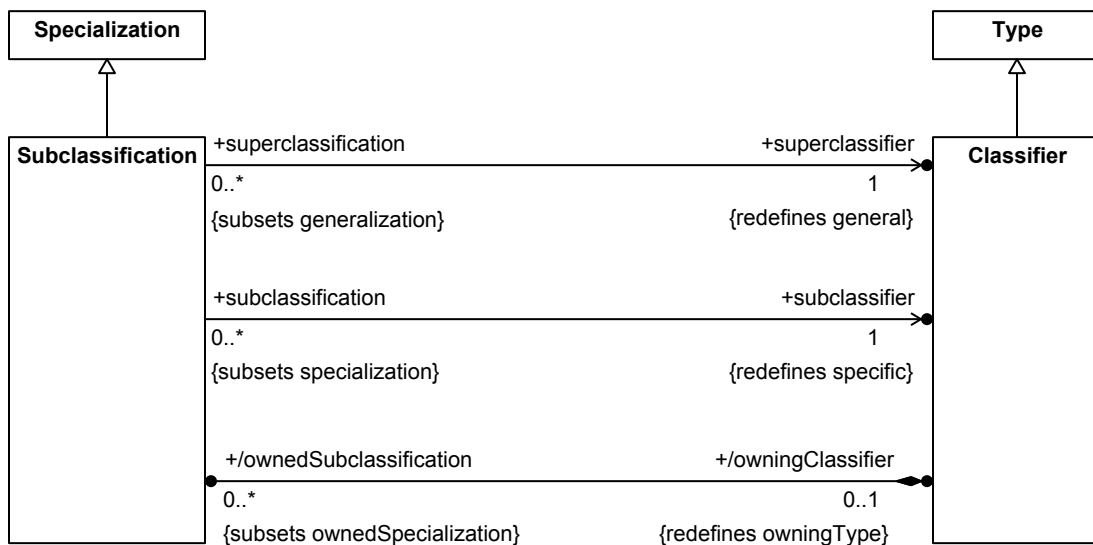 Specialization
Type
Subclassification
Classifier
+superclassification
+superclassifier
0..*
1
{subsets generalization}
{redefines general}
+subclassification
+subclassifier
0..*
1
{subsets specialization}
{redefines specific}
+/ownedSubclassification
+/owningClassifier
0..*
0..1
{subsets ownedSpecialization}
{redefines owningType}